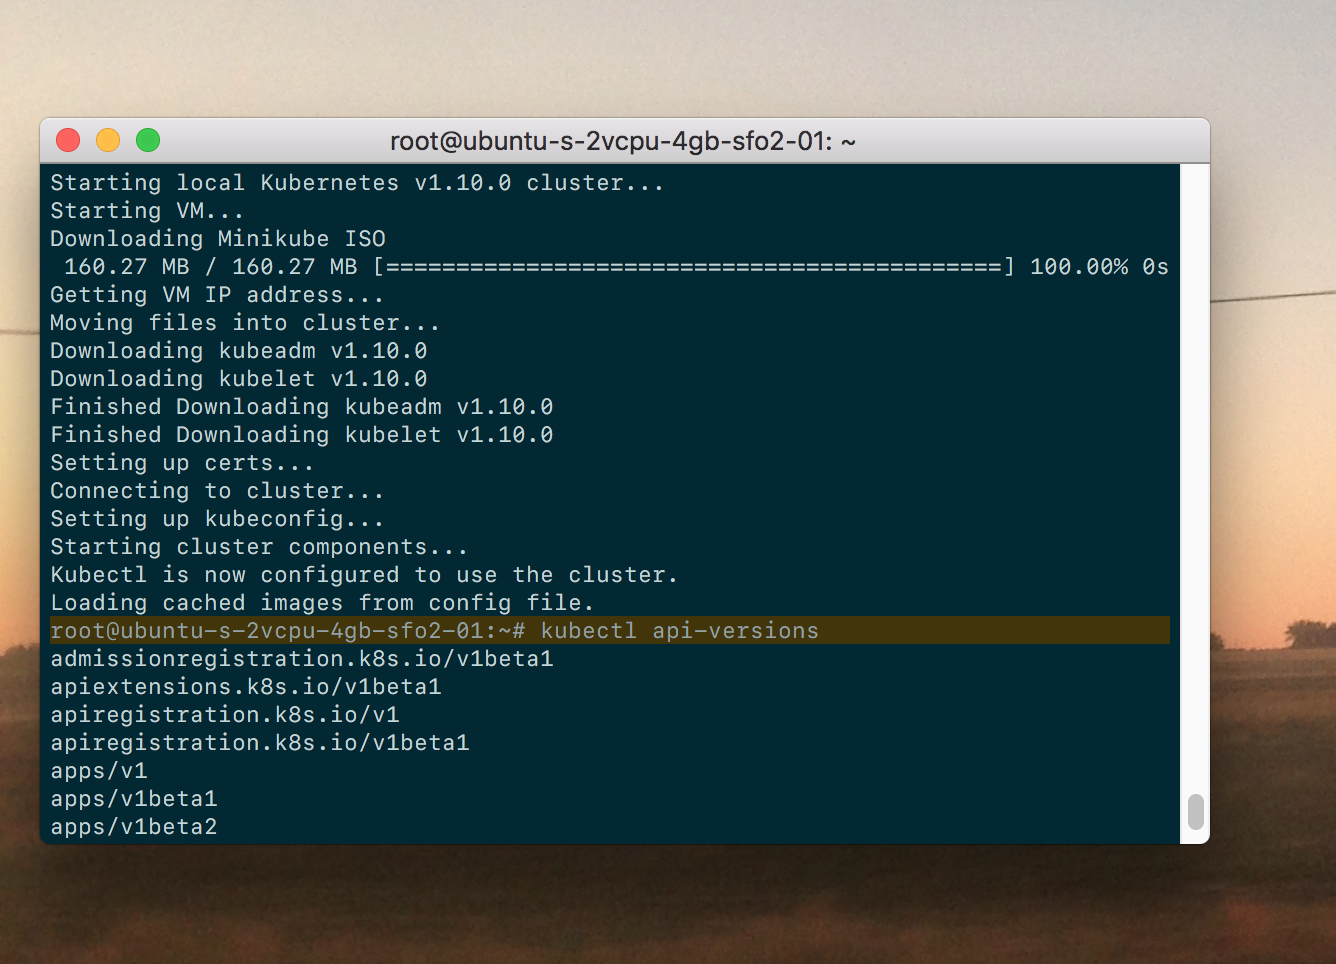 root@ubuntu-s-2vcpu-4gb-sfo2-01: ~
Starting local Kubernetes v1.10.0 cluster...
Starting VM...
Downloading Minikube ISO
 160.27 MB / 160.27 MB [============================================] 100.00% 0s
Getting VM IP address...
Moving files into cluster...
Downloading kubeadm v1.10.0
Downloading kubelet v1.10.0
Finished Downloading kubeadm v1.10.0
Finished Downloading kubelet v1.10.0
Setting up certs...
Connecting to cluster...
Setting up kubeconfig...
Starting cluster components...
Kubectl is now configured to use the cluster.
Loading cached images from config file.
root@ubuntu-s-2vcpu-4gb-sfo2-01:~# kubectl api-versions
admissionregistration.k8s.io/v1beta1
apiextensions.k8s.io/v1beta1
apiregistration.k8s.io/v1
apiregistration.k8s.io/v1beta1
apps/v1
apps/v1beta1
apps/v1beta2